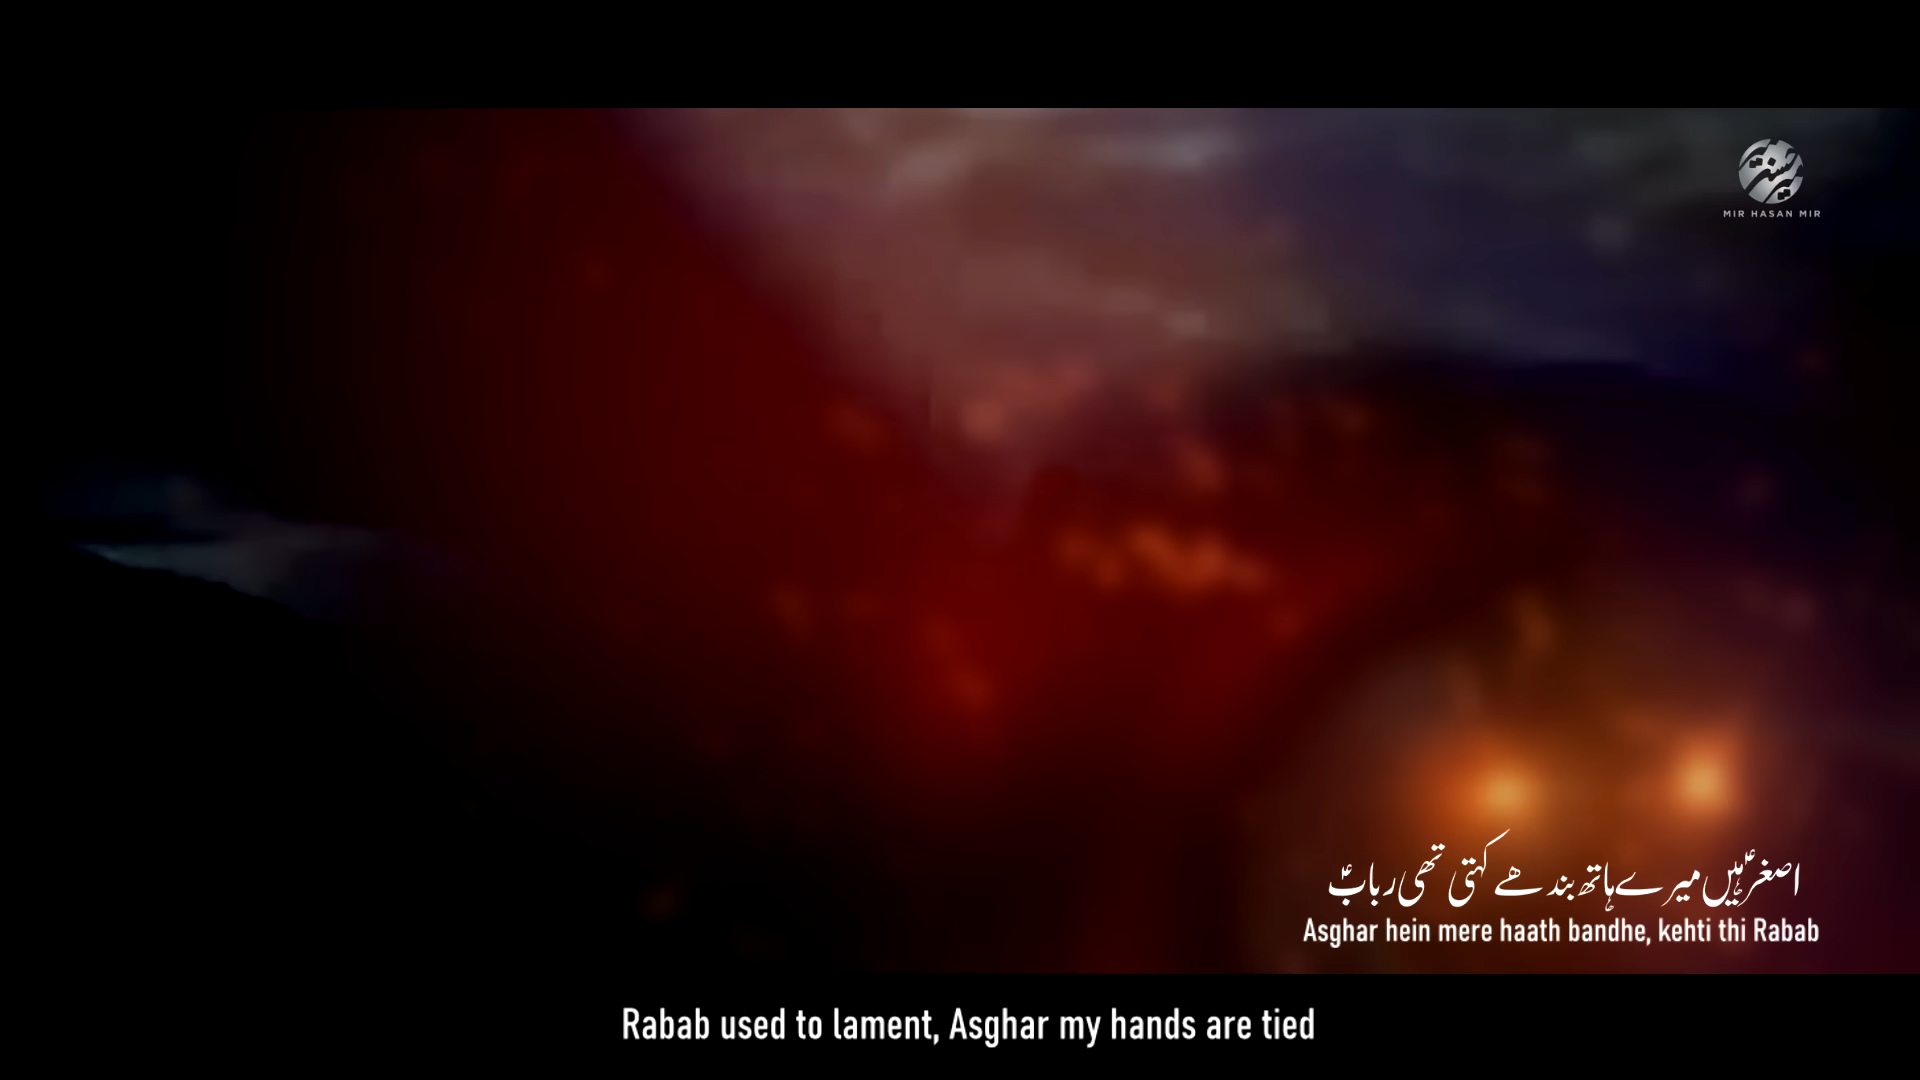 MIR HASAN MIR
اصغرؑ ہیں میرے ہاتھ بندھے کہتی تھی ربابؑ
Asghar hein mere haath bandhe, kehti thi Rabab
Rabab used to lament, Asghar my hands are tied